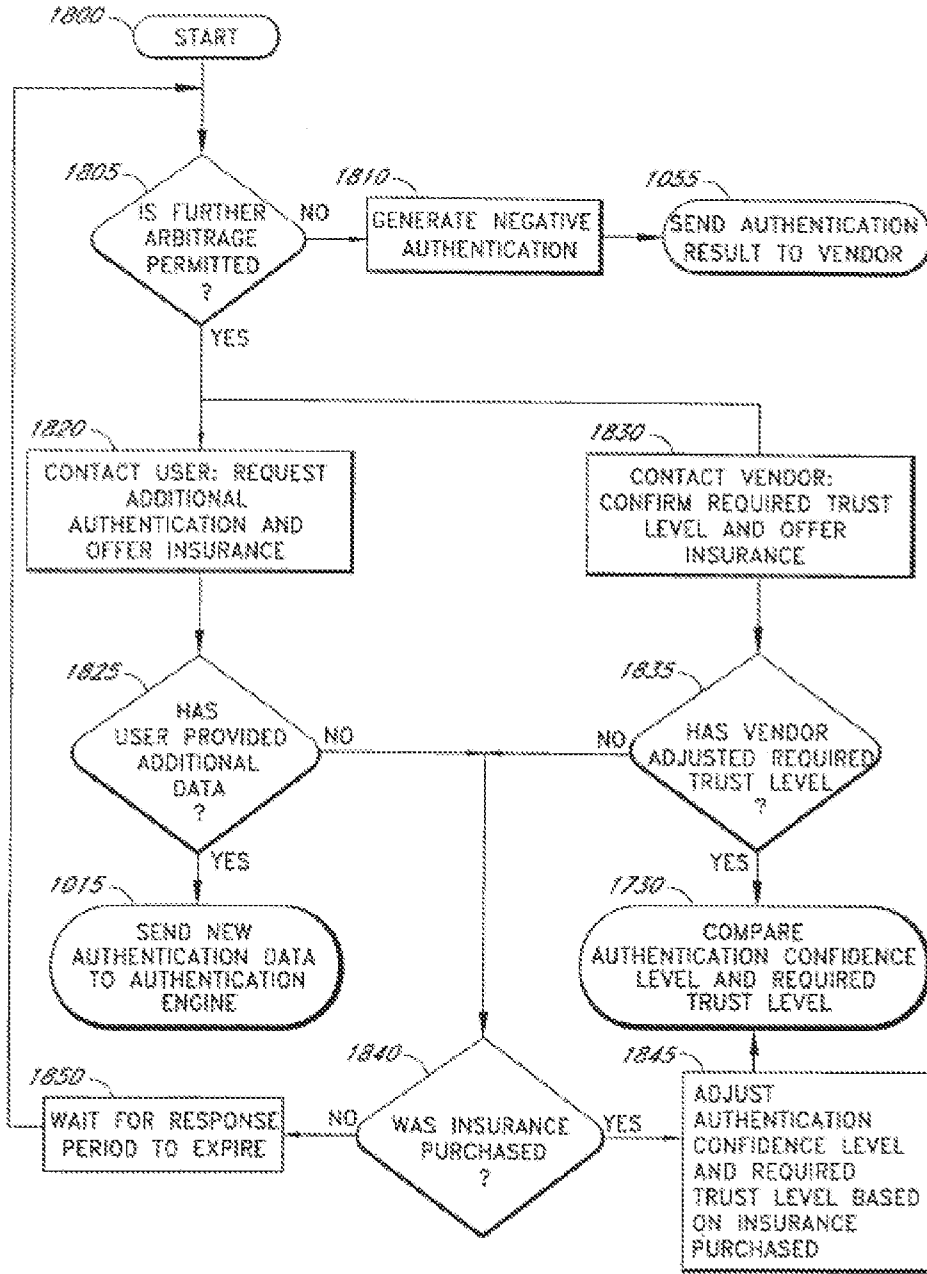 1800
START
1805
IS FURTHER
ARBITRAGE
PERMITTED
?
NO
YES
1810
GENERATE NEGATIVE
AUTHENTICATION
1055
SEND AUTHENTICATION
RESULT TO VENDOR
1820
CONTACT USER: REQUEST
ADDITIONAL
AUTHENTICATION AND
OFFER INSURANCE
1830
CONTACT VENDOR:
CONFIRM REQUIRED TRUST
LEVEL AND OFFER
INSURANCE
1825
HAS
USER PROVIDED
ADDITIONAL
DATA
?
NO
YES
1835
HAS VENDOR
ADJUSTED REQUIRED
TRUST LEVEL
?
NO
YES
1015
SEND NEW
AUTHENTICATION DATA
TO AUTHENTICATION
ENGINE
1730
COMPARE
AUTHENTICATION CONFIDENCE
LEVEL AND REQUIRED
TRUST LEVEL
1850
WAIT FOR RESPONSE
PERIOD TO EXPIRE
1840
NO
WAS INSURANCE
PURCHASED
?
YES
1845
ADJUST
AUTHENTICATION
CONFIDENCE LEVEL
AND REQUIRED
TRUST LEVEL BASED
ON INSURANCE
PURCHASED